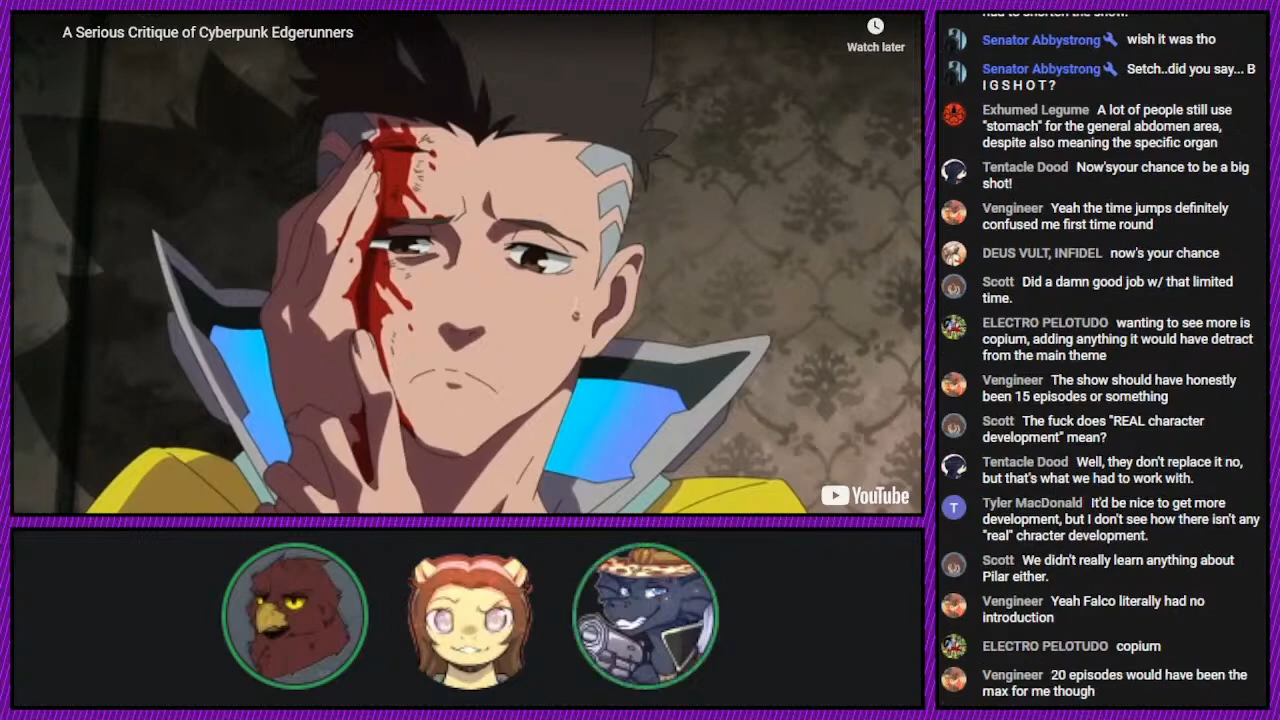 A Serious Critique of Cyberpunk Edgerunners
Watch later
YouTube
Senator Abbystrong wish it was tho
Senator Abbystrong Setch..did you say... B
I G S H O T ?
Exhumed Legume A lot of people still use
"stomach" for the general abdomen area,
despite also meaning the specific organ
Tentacle Dood Now'syour chance to be a big
shot!
Vengineer Yeah the time jumps definitely
confused me first time round
DEUS VULT, INFIDEL now's your chance
Scott Did a damn good job w/ that limited
time.
ELECTRO PELOTUDO wanting to see more is
copium, adding anything it would have detract
from the main theme
Vengineer The show should have honestly
been 15 episodes or something
Scott The fuck does "REAL character
development" mean?
Tentacle Dood Well, they don't replace it no,
but that's what we had to work with.
T
Tyler MacDonald It'd be nice to get more
development, but I don't see how there isn't any
"real" chracter development.
Scott We didn't really learn anything about
Pilar either.
Vengineer Yeah Falco literally had no
introduction
ELECTRO PELOTUDO copium
Vengineer 20 episodes would have been the
max for me though